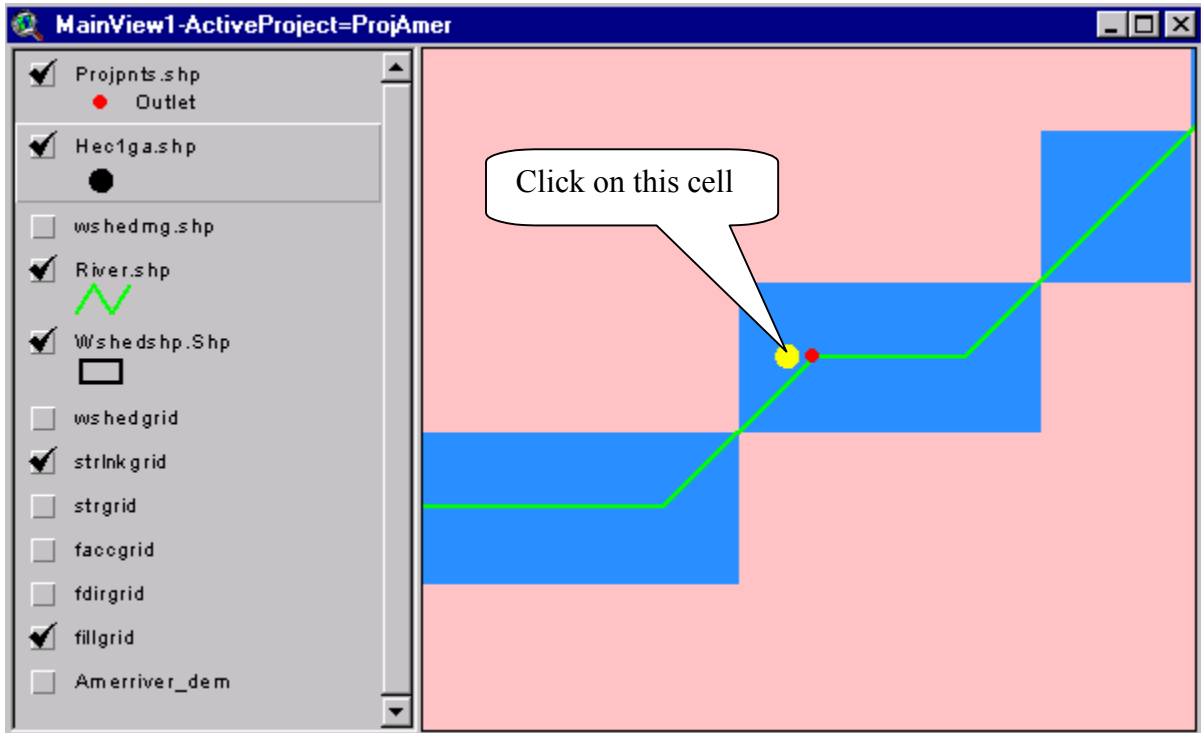 MainView1-ActiveProject=ProjAmer
Projpnts.shp
Outlet
Hec1ga.shp
wshedmg.shp
River.shp
Wshedshp.Shp
wshedgrid
strlnkgrid
strgrid
faccgrid
fdirgrid
fillgrid
Amerriver_dem
Click on this cell